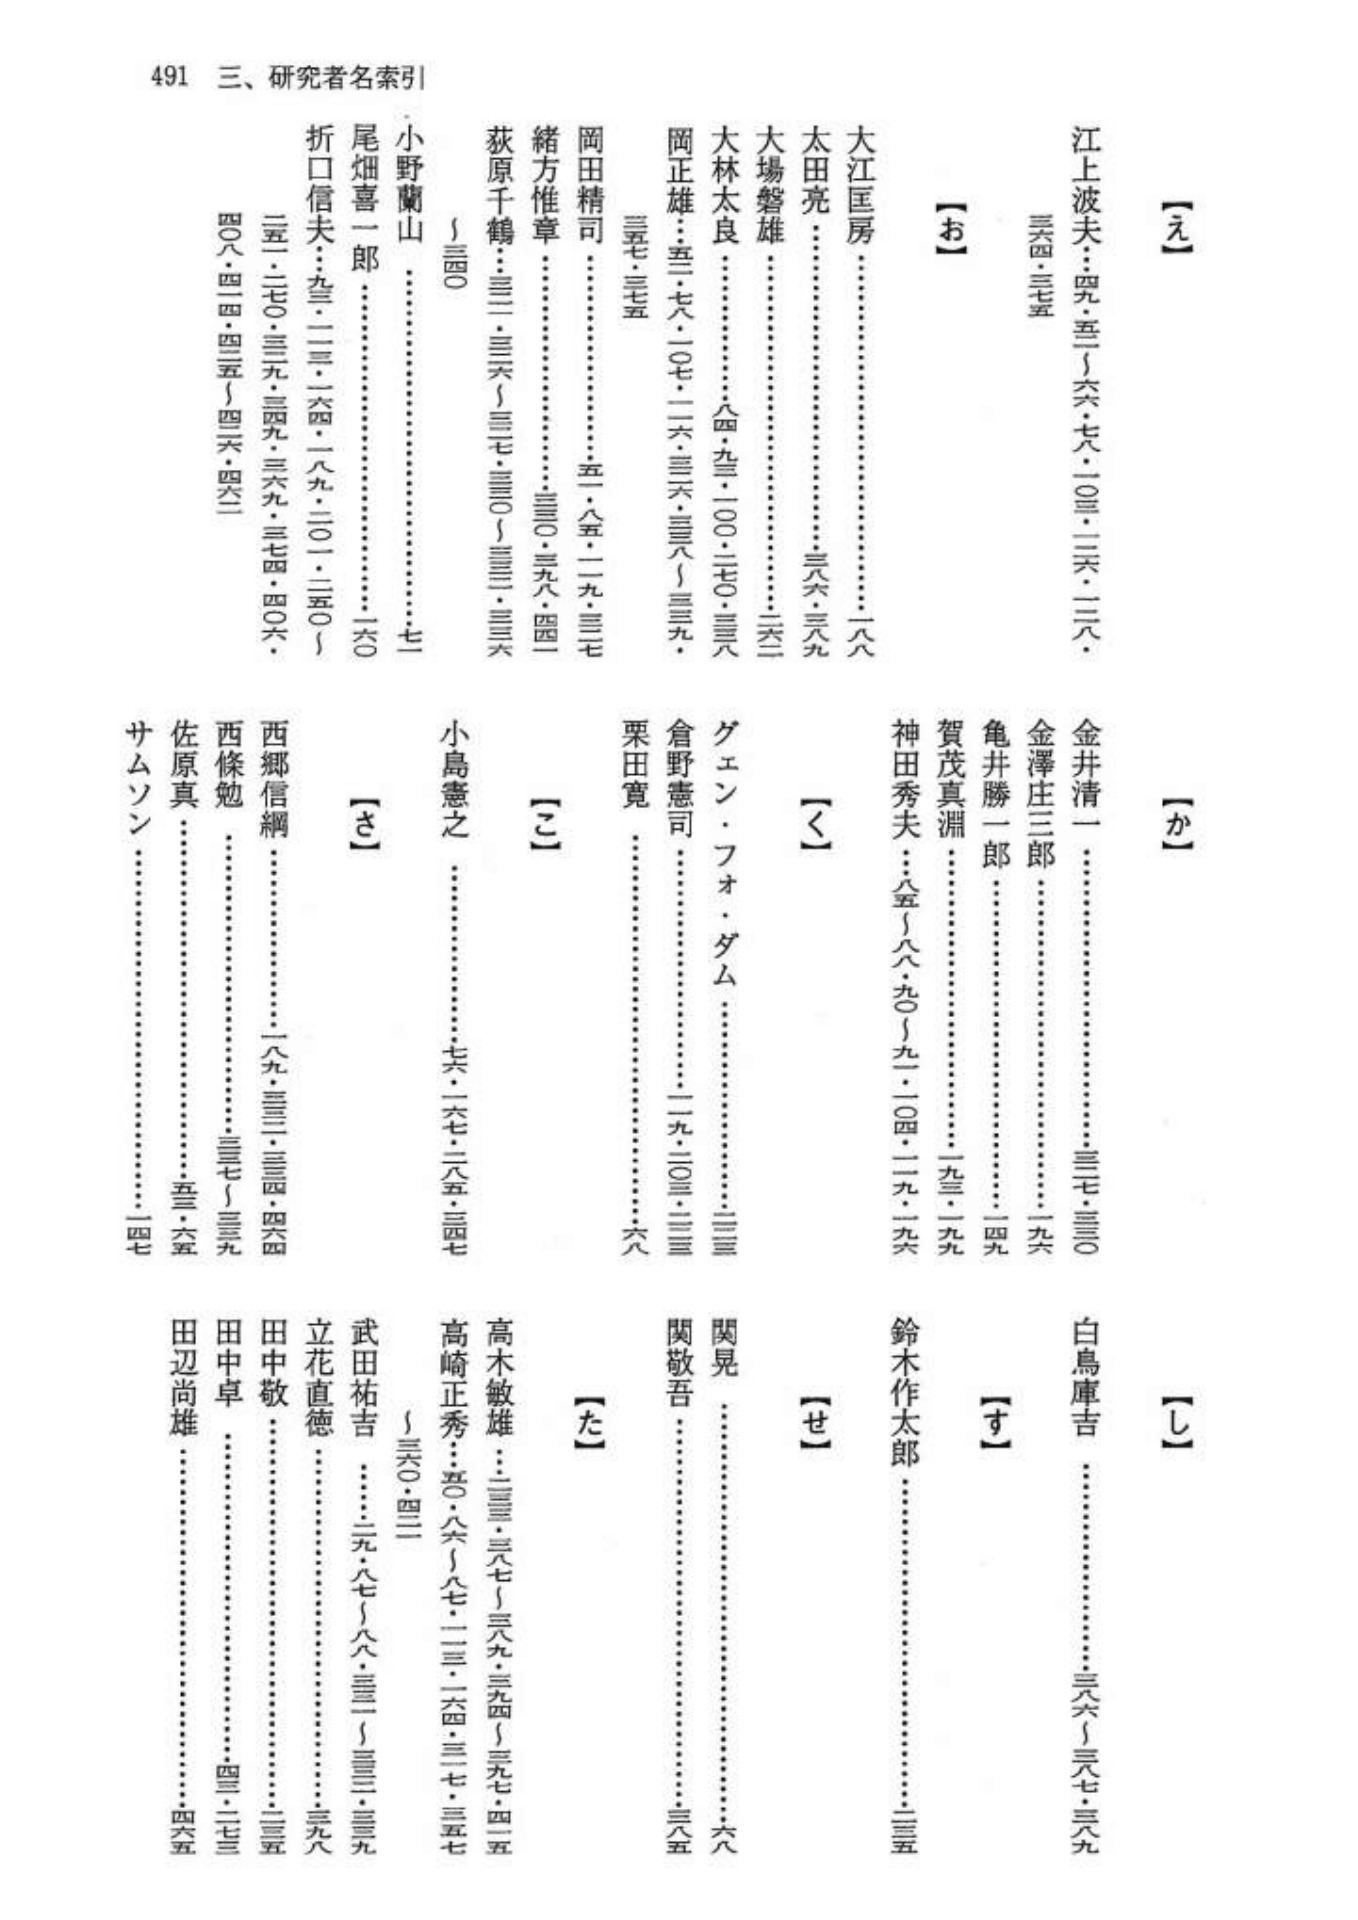 491 三、研究者名索引
【え】
江上波夫…四九・五二〜六六・七八・一〇三・一二六・一二八・
三六四・三七五
【お】
大江匡房…………一八八
太田亮…………三八六・三八九
大場磐雄…………二六二
大林太良…………八四・九三・一〇〇・二七〇・三三八
岡正雄…五二・七八・一〇七・一一六・三二六・三三八〜三三九・
三五七・三七五
岡田精司…………五一・八五・一一九・三二七
緒方惟章…………三三〇・三九八・四四一
荻原千鶴…三二一・三二六〜三二七・三三〇〜三三二・三三六
〜三四〇
小野蘭山…………七一
尾畑喜一郎…………一六〇
折口信夫…九三・一一三・一六四・一八九・二〇一・二五〇〜
二五一・二七〇・三二九・三四九・三六九・三七四・四〇六・
四〇八・四一四・四二五〜四二六・四六二
【か】
金井清一…………三二七・三三〇
金澤庄三郎…………一九六
亀井勝一郎…………一四九
賀茂真淵…………一九三・一九九
神田秀夫…八五〜八八・九〇〜九一・一〇四・一一九・一九六
【く】
グェン・フォ・ダム…………二二三
倉野憲司…………一一九・二〇三・二二三
栗田寛…………六八
【こ】
小島憲之…………七六・一六七・二八五・三四七
【さ】
西郷信綱…………一八九・三三二・三三四・四六四
西條勉…………三三七〜三三九
佐原真…………五三・六五
サムソン…………一四七
【し】
白鳥庫吉…………三八六〜三八七・三八九
【す】
鈴木作太郎…………二三五
【せ】
関晃…………六八
関敬吾…………三八五
【た】
高木敏雄…二三三・三八七〜三八九・三九四〜三九七・四一五
高崎正秀…五〇・八六〜八七・一一三・一六四・三一七・三五七
〜三六〇・四二一
武田祐吉……二九・八七〜八八・三三一〜三三二・三三九
立花直徳…………三九八
田中敬…………二三五
田中卓…………四三・二七三
田辺尚雄…………四六五